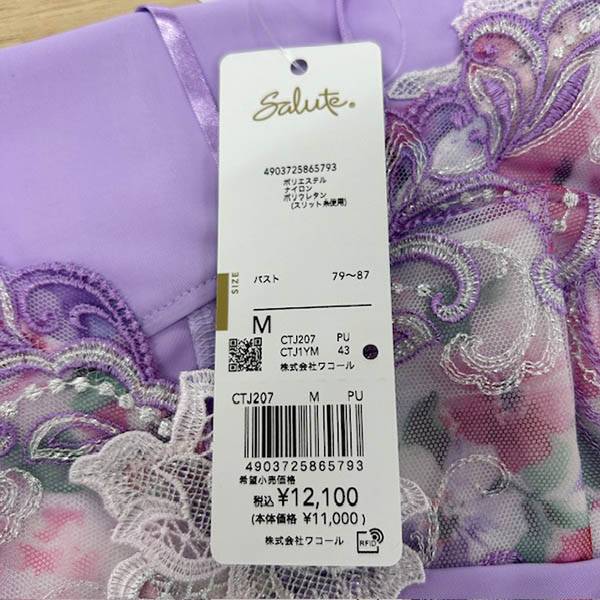 Salute.
4903725865793
ポリエステル
ナイロン
ポリウレタン
(スリット糸使用)
SIZE
バスト 79〜87
M
CTJ207 PU
CTJ1YM 43
株式会社ワコール
CTJ207 M PU
4903725865793
希望小売価格
税込¥12,100
(本体価格 ¥11,000)
株式会社ワコール
RFID